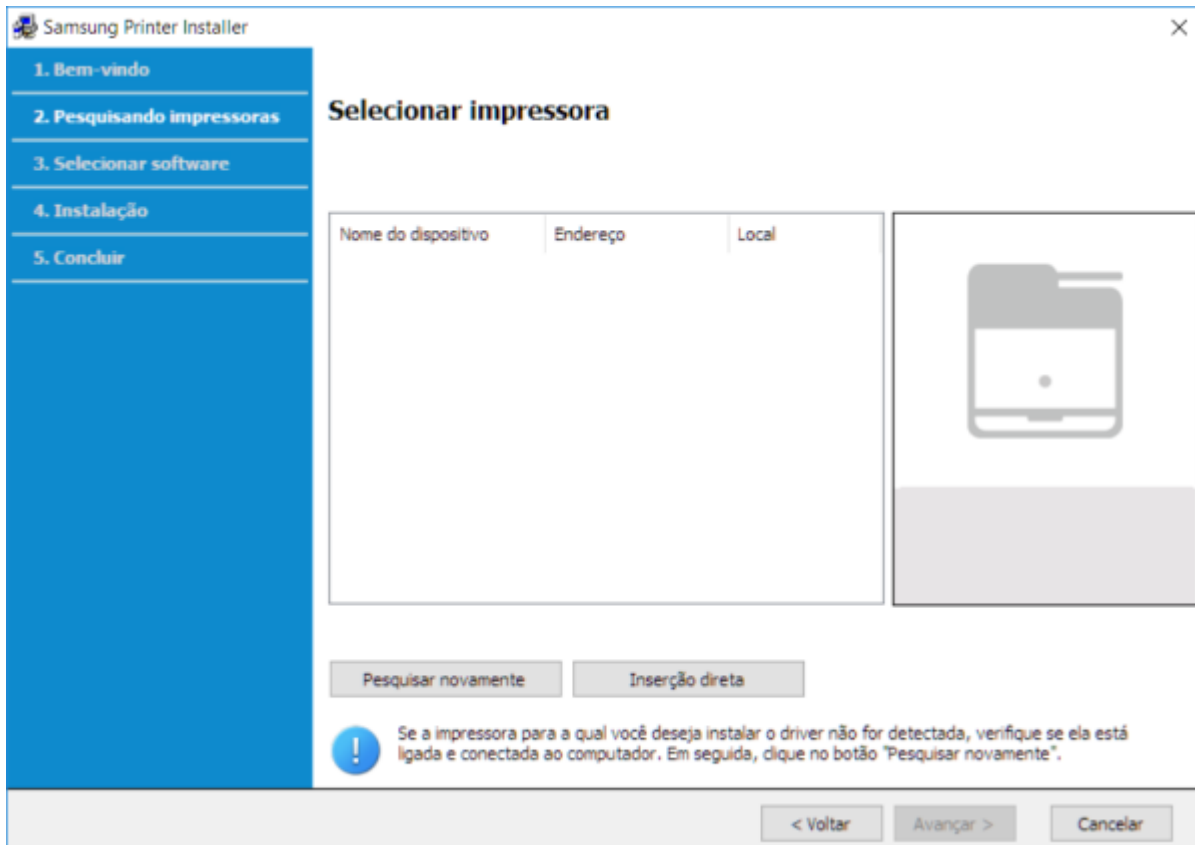 Samsung Printer Installer
1. Bem-vindo
2. Pesquisando impressoras
3. Selecionar software
4. Instalação
5. Concluir
Selecionar impressora
Nome do dispositivo Endereço Local
Pesquisar novamente Inserção direta
Se a impressora para a qual você deseja instalar o driver não for detectada, verifique se ela está
ligada e conectada ao computador. Em seguida, clique no botão "Pesquisar novamente".
< Voltar Avançar > Cancelar